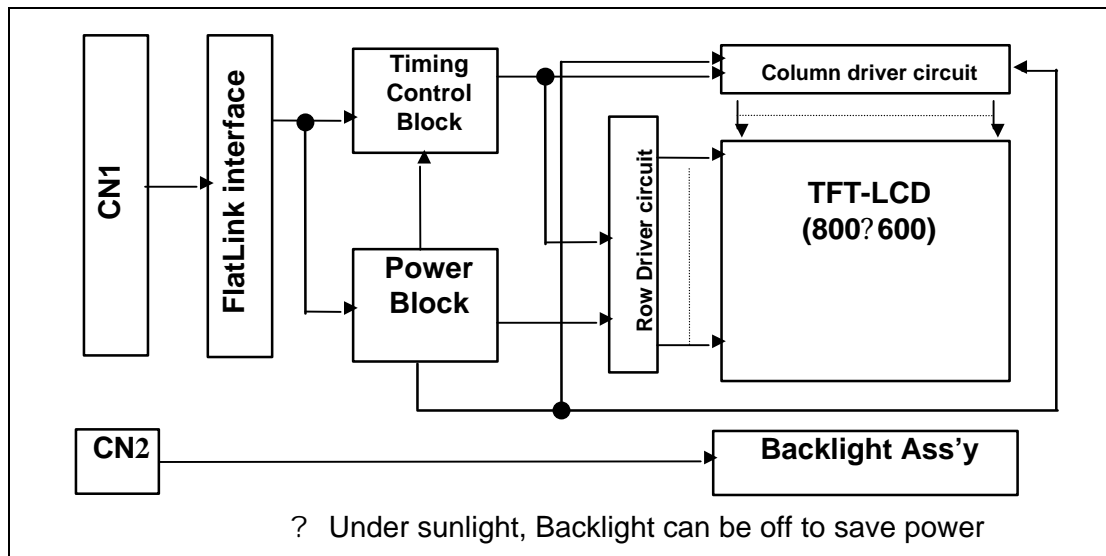 CN1
FlatLink interface
Timing
Control
Block
Power
Block
Row Driver circuit
Column driver circuit
TFT-LCD
(800?600)
CN2
Backlight Ass'y
? Under sunlight, Backlight can be off to save power